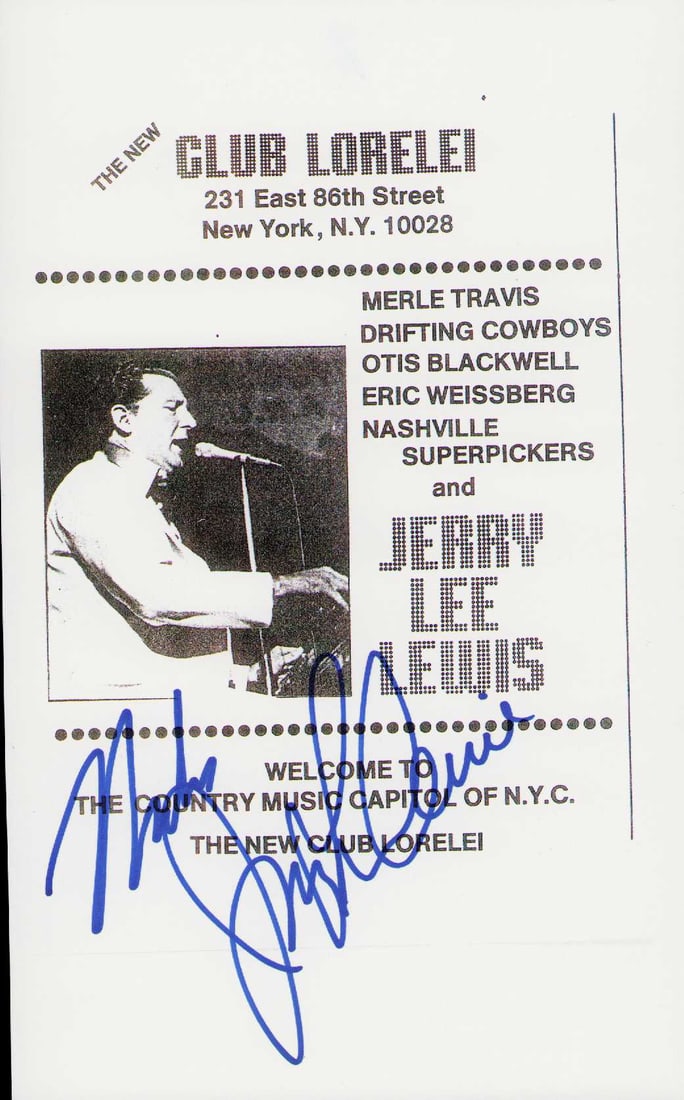 THE NEW
CLUB LORELEI
231 East 86th Street
New York, N.Y. 10028
MERLE TRAVIS
DRIFTING COWBOYS
OTIS BLACKWELL
ERIC WEISSBERG
NASHVILLE
SUPERPICKERS
and
JERRY
LEE
LEWIS
WELCOME TO
THE COUNTRY MUSIC CAPITOL OF N.Y.C.
THE NEW CLUB LORELEI